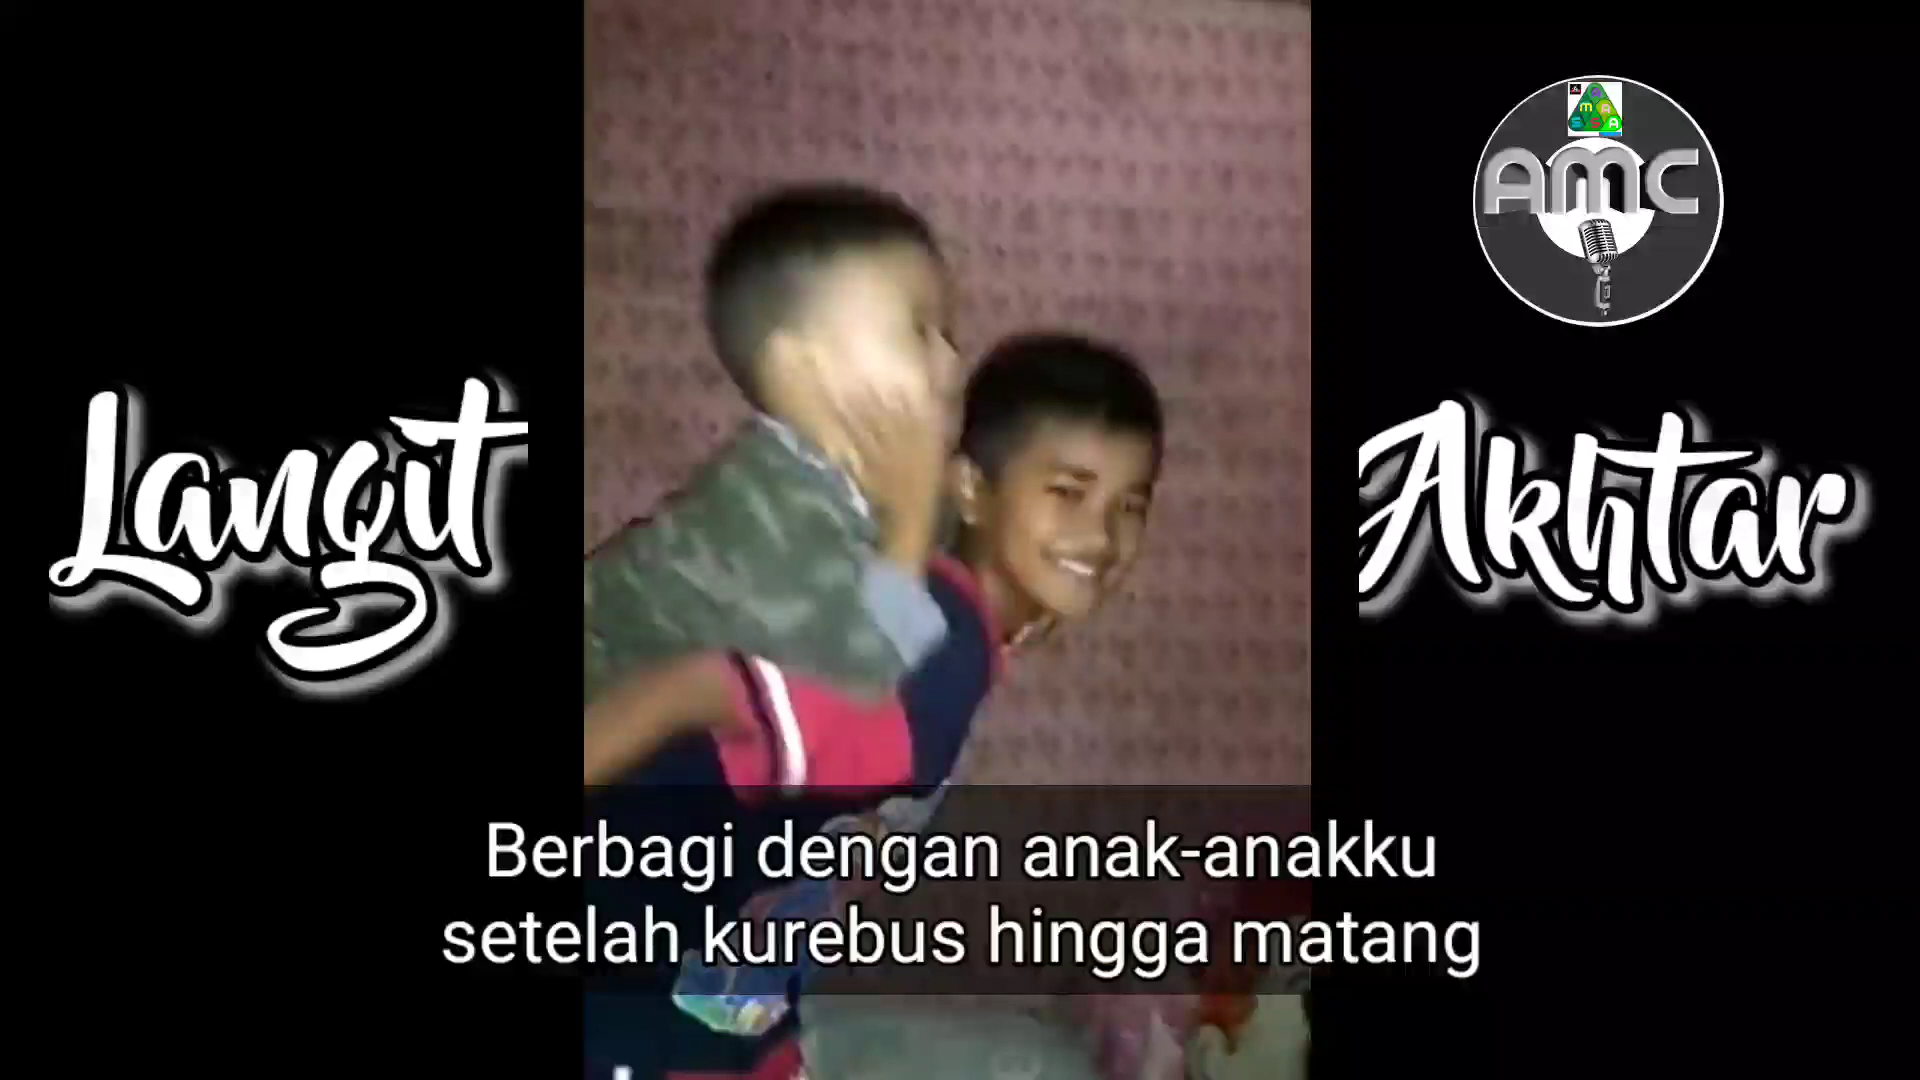 AMC
Langit
Akhtar
Berbagi dengan anak-anakku
setelah kurebus hingga matang